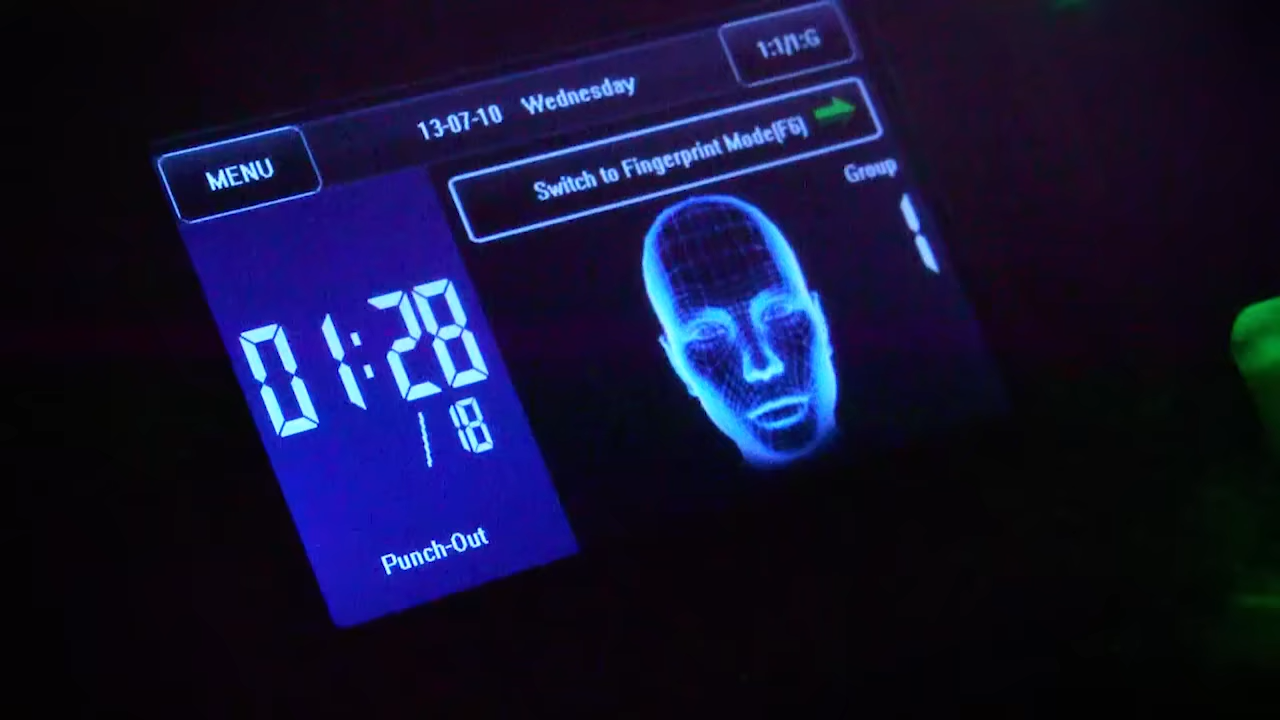 13-07-10 Wednesday
1:1/1:G
MENU
Switch to Fingerprint Mode(F6)
Group
1
01:28
/ 18
Punch-Out